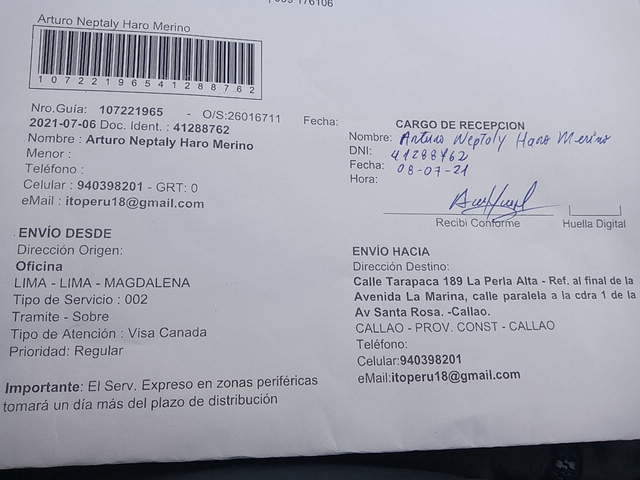 Arturo Neptaly Haro Merino
10722196541288762
Nro.Guía: 107221965 - O/S:26016711 Fecha:
2021-07-06 Doc. Ident. : 41288762
Nombre : Arturo Neptaly Haro Merino
Menor :
Teléfono :
Celular : 940398201 - GRT: 0
eMail : itoperu18@gmail.com
ENVÍO DESDE
Dirección Origen:
Oficina
LIMA - LIMA - MAGDALENA
Tipo de Servicio : 002
Tramite - Sobre
Tipo de Atención : Visa Canada
Prioridad: Regular
Importante: El Serv. Expreso en zonas periféricas
tomará un día más del plazo de distribución
CARGO DE RECEPCION
Nombre: Arturo Neptaly Haro Merino
DNI: 41288762
Fecha: 08-07-21
Hora:
Recibí Conforme Huella Digital
ENVÍO HACIA
Dirección Destino:
Calle Tarapaca 189 La Perla Alta - Ref. al final de la
Avenida La Marina, calle paralela a la cdra 1 de la
Av Santa Rosa. -Callao.
CALLAO - PROV. CONST - CALLAO
Teléfono:
Celular:940398201
eMail:itoperu18@gmail.com